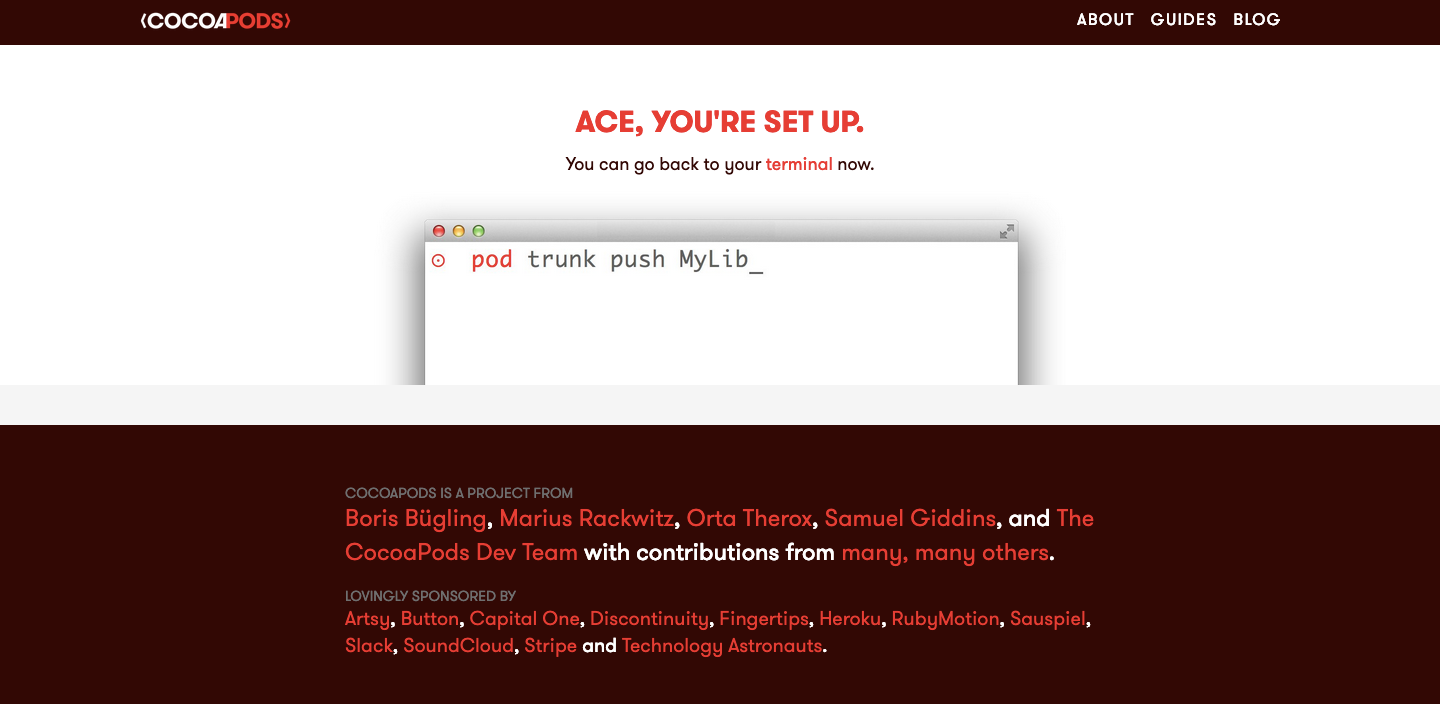 ⟨COCOAPODS⟩
ABOUT GUIDES BLOG
ACE, YOU'RE SET UP.
You can go back to your terminal now.
pod trunk push MyLib_
COCOAPODS IS A PROJECT FROM
Boris Bügling, Marius Rackwitz, Orta Therox, Samuel Giddins, and The
CocoaPods Dev Team with contributions from many, many others.
LOVINGLY SPONSORED BY
Artsy, Button, Capital One, Discontinuity, Fingertips, Heroku, RubyMotion, Sauspiel,
Slack, SoundCloud, Stripe and Technology Astronauts.